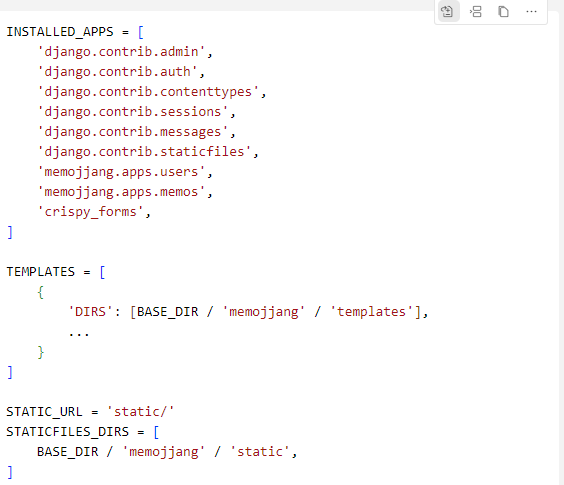 INSTALLED_APPS = [
    'django.contrib.admin',
    'django.contrib.auth',
    'django.contrib.contenttypes',
    'django.contrib.sessions',
    'django.contrib.messages',
    'django.contrib.staticfiles',
    'memojjang.apps.users',
    'memojjang.apps.memos',
    'crispy_forms',
]

TEMPLATES = [
    {
        'DIRS': [BASE_DIR / 'memojjang' / 'templates'],
        ...
    }
]

STATIC_URL = 'static/'
STATICFILES_DIRS = [
    BASE_DIR / 'memojjang' / 'static',
]